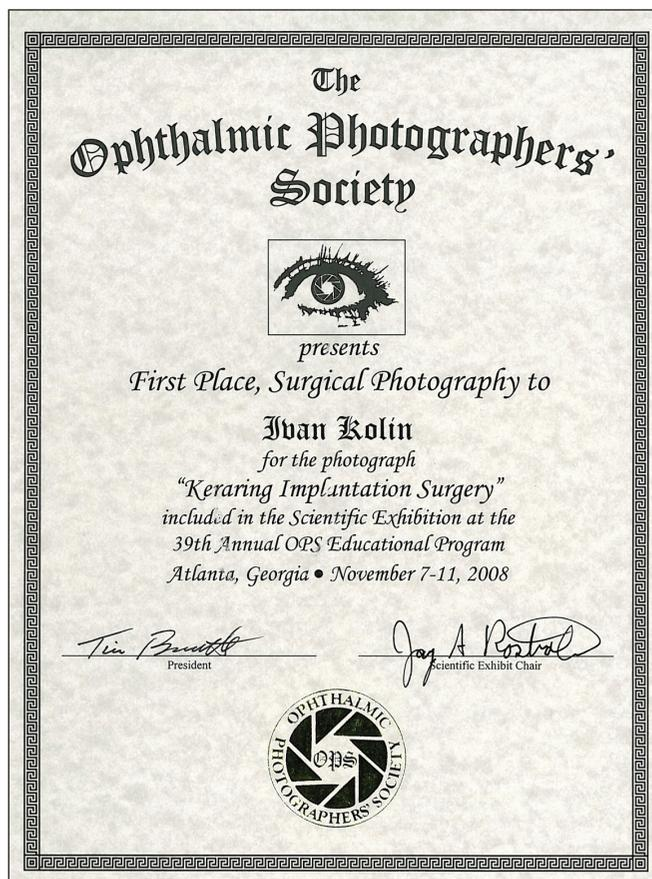 The
Ophthalmic Photographers'
Society
presents
First Place, Surgical Photography to
Ivan Kolin
for the photograph
"Keraring Implantation Surgery"
included in the Scientific Exhibition at the
39th Annual OPS Educational Program
Atlanta, Georgia • November 7-11, 2008
Tim
Jay A
President
Scientific Exhibit Chair
OPHTHALMIC
PHOTOGRAPHERS' SOCIETY
OPS